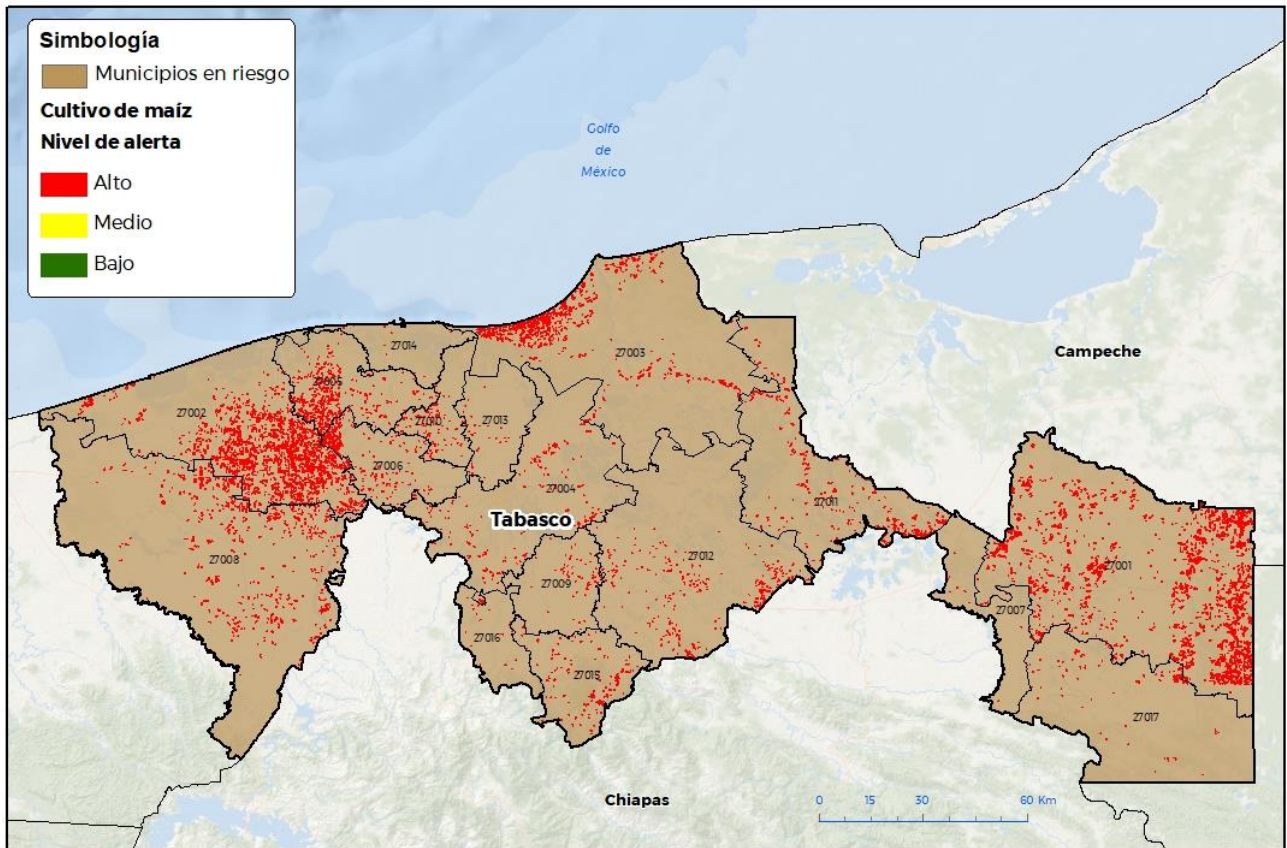 Simbología
Municipios en riesgo
Cultivo de maíz
Nivel de alerta
Alto
Medio
Bajo
Golfo
de
México
Campeche
Tabasco
Chiapas
27014
27003
27005
27002
27010
27013
27006
27004
27011
27008
27012
27009
27001
27007
27016
27015
27017
0 15 30 60 Km